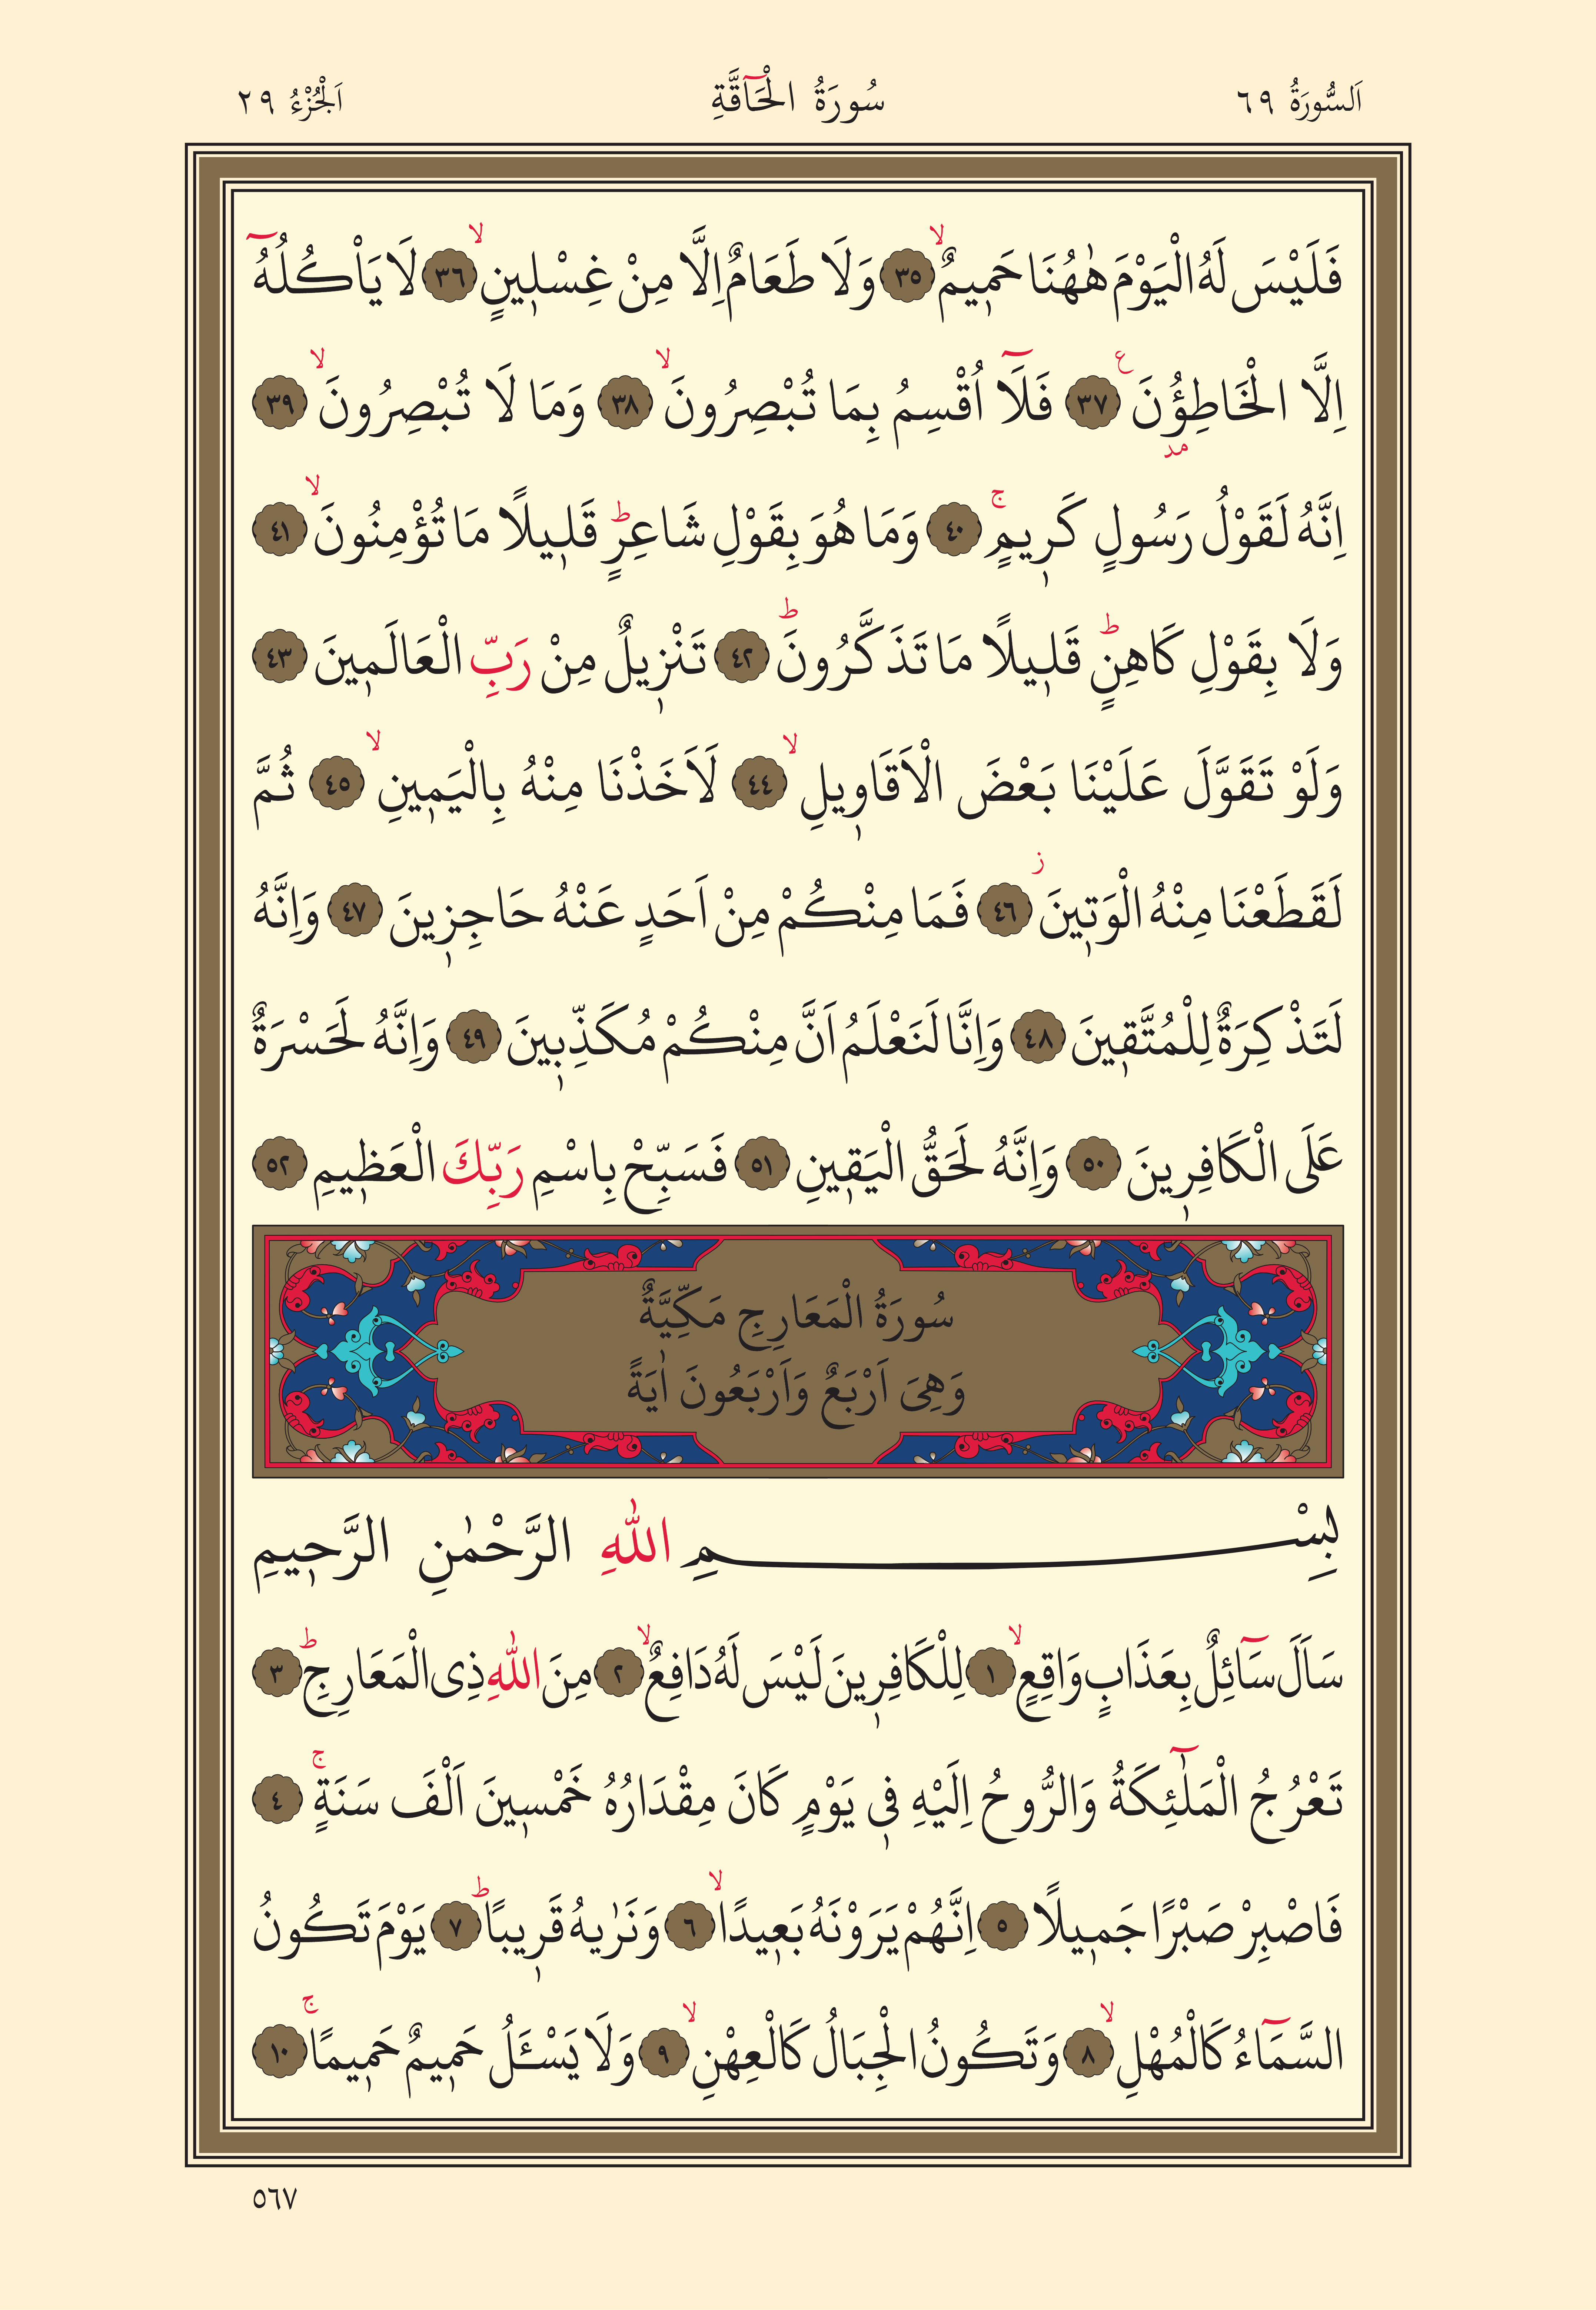 اَلسُّورَةُ ٦٩ سُورَةُ الْحَٓاقَّةِ اَلْجُزْءُ ٢٩
فَلَيْسَ لَهُ الْيَوْمَ هٰهُنَا حَم۪يمٌۙ ﴿٣٥﴾ وَلَا طَعَامٌ اِلَّا مِنْ غِسْل۪ينٍۙ ﴿٣٦﴾ لَا يَأْكُلُهُٓ
اِلَّا الْخَاطِؤُ۫نَ ﴿٣٧﴾ فَلَٓا اُقْسِمُ بِمَا تُبْصِرُونَۙ ﴿٣٨﴾ وَمَا لَا تُبْصِرُونَۙ ﴿٣٩﴾
اِنَّهُ لَقَوْلُ رَسُولٍ كَر۪يمٍۚ ﴿٤٠﴾ وَمَا هُوَ بِقَوْلِ شَاعِرٍؕ قَل۪يلًا مَا تُؤْمِنُونَۙ ﴿٤١﴾
وَلَا بِقَوْلِ كَاهِنٍؕ قَل۪يلًا مَا تَذَكَّرُونَؕ ﴿٤٢﴾ تَنْز۪يلٌ مِنْ رَبِّ الْعَالَم۪ينَ ﴿٤٣﴾
وَلَوْ تَقَوَّلَ عَلَيْنَا بَعْضَ الْاَقَاو۪يلِۙ ﴿٤٤﴾ لَاَخَذْنَا مِنْهُ بِالْيَم۪ينِۙ ﴿٤٥﴾ ثُمَّ
لَقَطَعْنَا مِنْهُ الْوَت۪ينَۘ ﴿٤٦﴾ فَمَا مِنْكُمْ مِنْ اَحَدٍ عَنْهُ حَاجِز۪ينَ ﴿٤٧﴾ وَاِنَّهُ
لَتَذْكِرَةٌ لِلْمُتَّق۪ينَ ﴿٤٨﴾ وَاِنَّا لَنَعْلَمُ اَنَّ مِنْكُمْ مُكَذِّب۪ينَ ﴿٤٩﴾ وَاِنَّهُ لَحَسْرَةٌ
عَلَى الْكَافِر۪ينَ ﴿٥٠﴾ وَاِنَّهُ لَحَقُّ الْيَق۪ينِ ﴿٥١﴾ فَسَبِّحْ بِاسْمِ رَبِّكَ الْعَظ۪يمِ ﴿٥٢﴾
سُورَةُ الْمَعَارِجِ مَكِّيَّةٌ
وَهِيَ اَرْبَعٌ وَاَرْبَعُونَ اٰيَةً
بِسْمِ اللّٰهِ الرَّحْمٰنِ الرَّح۪يمِ
سَاَلَ سَٓائِلٌ بِعَذَابٍ وَاقِعٍۙ ﴿١﴾ لِلْكَافِر۪ينَ لَيْسَ لَهُ دَافِعٌۙ ﴿٢﴾ مِنَ اللّٰهِ ذِى الْمَعَارِجِؕ ﴿٣﴾
تَعْرُجُ الْمَلٰٓئِكَةُ وَالرُّوحُ اِلَيْهِ ف۪ي يَوْمٍ كَانَ مِقْدَارُهُ خَمْس۪ينَ اَلْفَ سَنَةٍۚ ﴿٤﴾
فَاصْبِرْ صَبْرًا جَم۪يلًا ﴿٥﴾ اِنَّهُمْ يَرَوْنَهُ بَع۪يدًاۙ ﴿٦﴾ وَنَرٰيهُ قَر۪يبًاؕ ﴿٧﴾ يَوْمَ تَكُونُ
السَّمَٓاءُ كَالْمُهْلِۙ ﴿٨﴾ وَتَكُونُ الْجِبَالُ كَالْعِهْنِۙ ﴿٩﴾ وَلَا يَسْـَٔلُ حَم۪يمٌ حَم۪يمًاۚ ﴿١٠﴾
٥٦٧